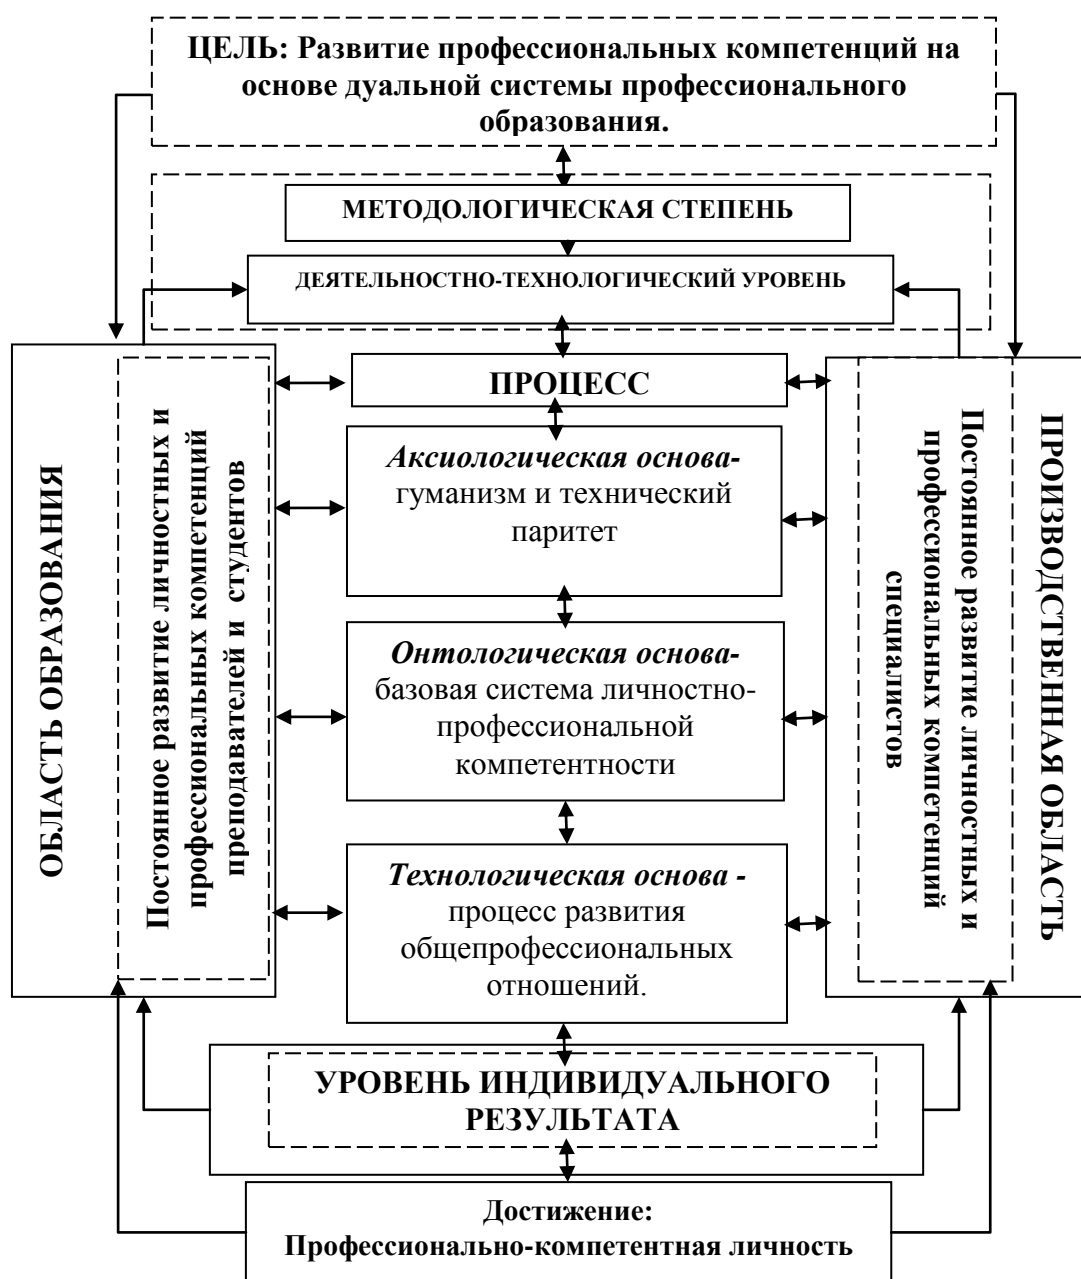 ЦЕЛЬ: Развитие профессиональных компетенций на
основе дуальной системы профессионального
образования.
МЕТОДОЛОГИЧЕСКАЯ СТЕПЕНЬ
ДЕЯТЕЛЬНОСТНО-ТЕХНОЛОГИЧЕСКИЙ УРОВЕНЬ
ОБЛАСТЬ ОБРАЗОВАНИЯ
Постоянное развитие личностных и
профессиональных компетенций
преподавателей и студентов
ПРОЦЕСС
Аксиологическая основа-
гуманизм и технический
паритет
Онтологическая основа-
базовая система личностно-
профессиональной
компетентности
Технологическая основа -
процесс развития
общепрофессиональных
отношений.
ПРОИЗВОДСТВЕННАЯ ОБЛАСТЬ
Постоянное развитие личностных и
профессиональных компетенций
специалистов
УРОВЕНЬ ИНДИВИДУАЛЬНОГО
РЕЗУЛЬТАТА
Достижение:
Профессионально-компетентная личность